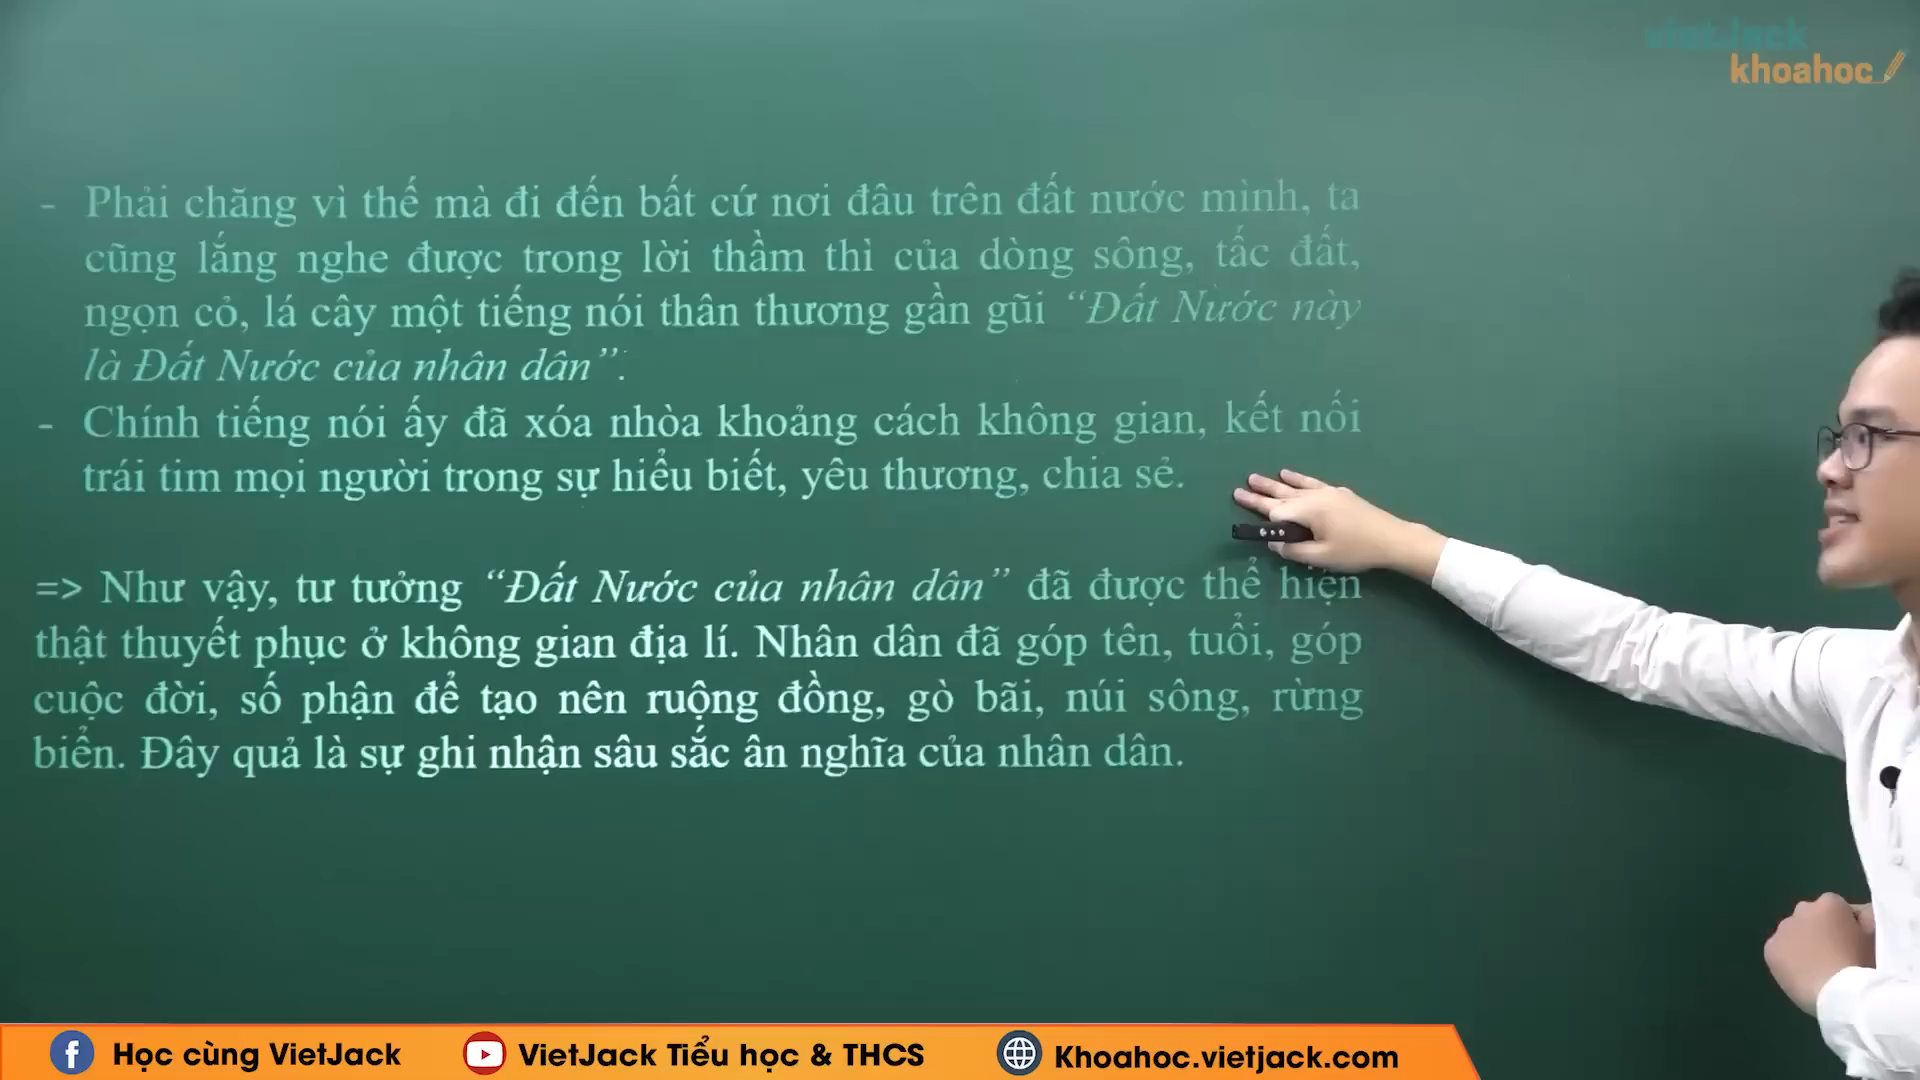 vietJack
khoahoc
- Phải chăng vì thế mà đi đến bất cứ nơi đâu trên đất nước mình, ta
cũng lắng nghe được trong lời thầm thì của dòng sông, tấc đất,
ngọn cỏ, lá cây một tiếng nói thân thương gần gũi “Đất Nước này
là Đất Nước của nhân dân”.
- Chính tiếng nói ấy đã xóa nhòa khoảng cách không gian, kết nối
trái tim mọi người trong sự hiểu biết, yêu thương, chia sẻ.
=> Như vậy, tư tưởng “Đất Nước của nhân dân” đã được thể hiện
thật thuyết phục ở không gian địa lí. Nhân dân đã góp tên, tuổi, góp
cuộc đời, số phận để tạo nên ruộng đồng, gò bãi, núi sông, rừng
biển. Đây quả là sự ghi nhận sâu sắc ân nghĩa của nhân dân.
Học cùng VietJack VietJack Tiểu học & THCS Khoahoc.vietjack.com